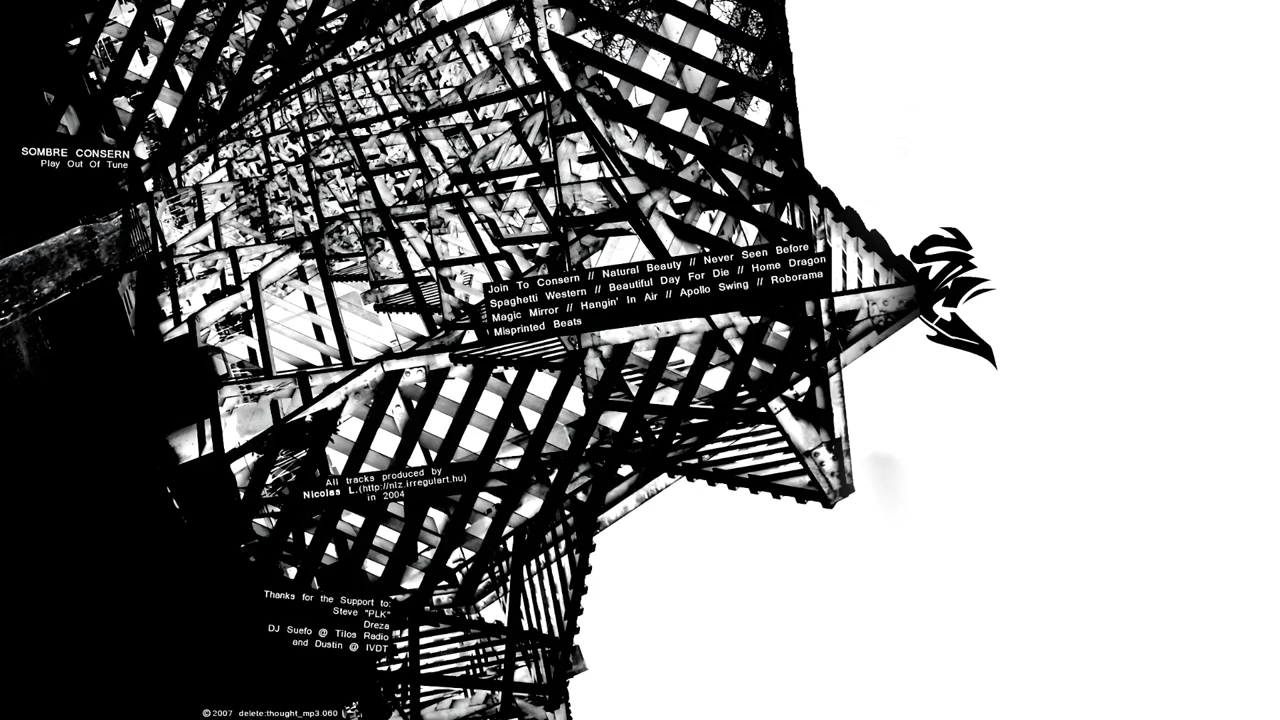 SOMBRE CONSERN
Play Out Of Tune
Join To Consern // Natural Beauty // Never Seen Before
Spaghetti Western // Beautiful Day For Die // Home Dragon
Magic Mirror // Hangin' In Air // Apollo Swing // Roborama
Misprinted Beats
All tracks produced by
Nicolas L.(http://nlz.irregulart.hu)
in 2004
Thanks for the Support to:
Steve "PLK"
Dreza
DJ Suefo @ Tilos Radio
and Dustin @ IVDT
©2007 delete:thought_mp3.060